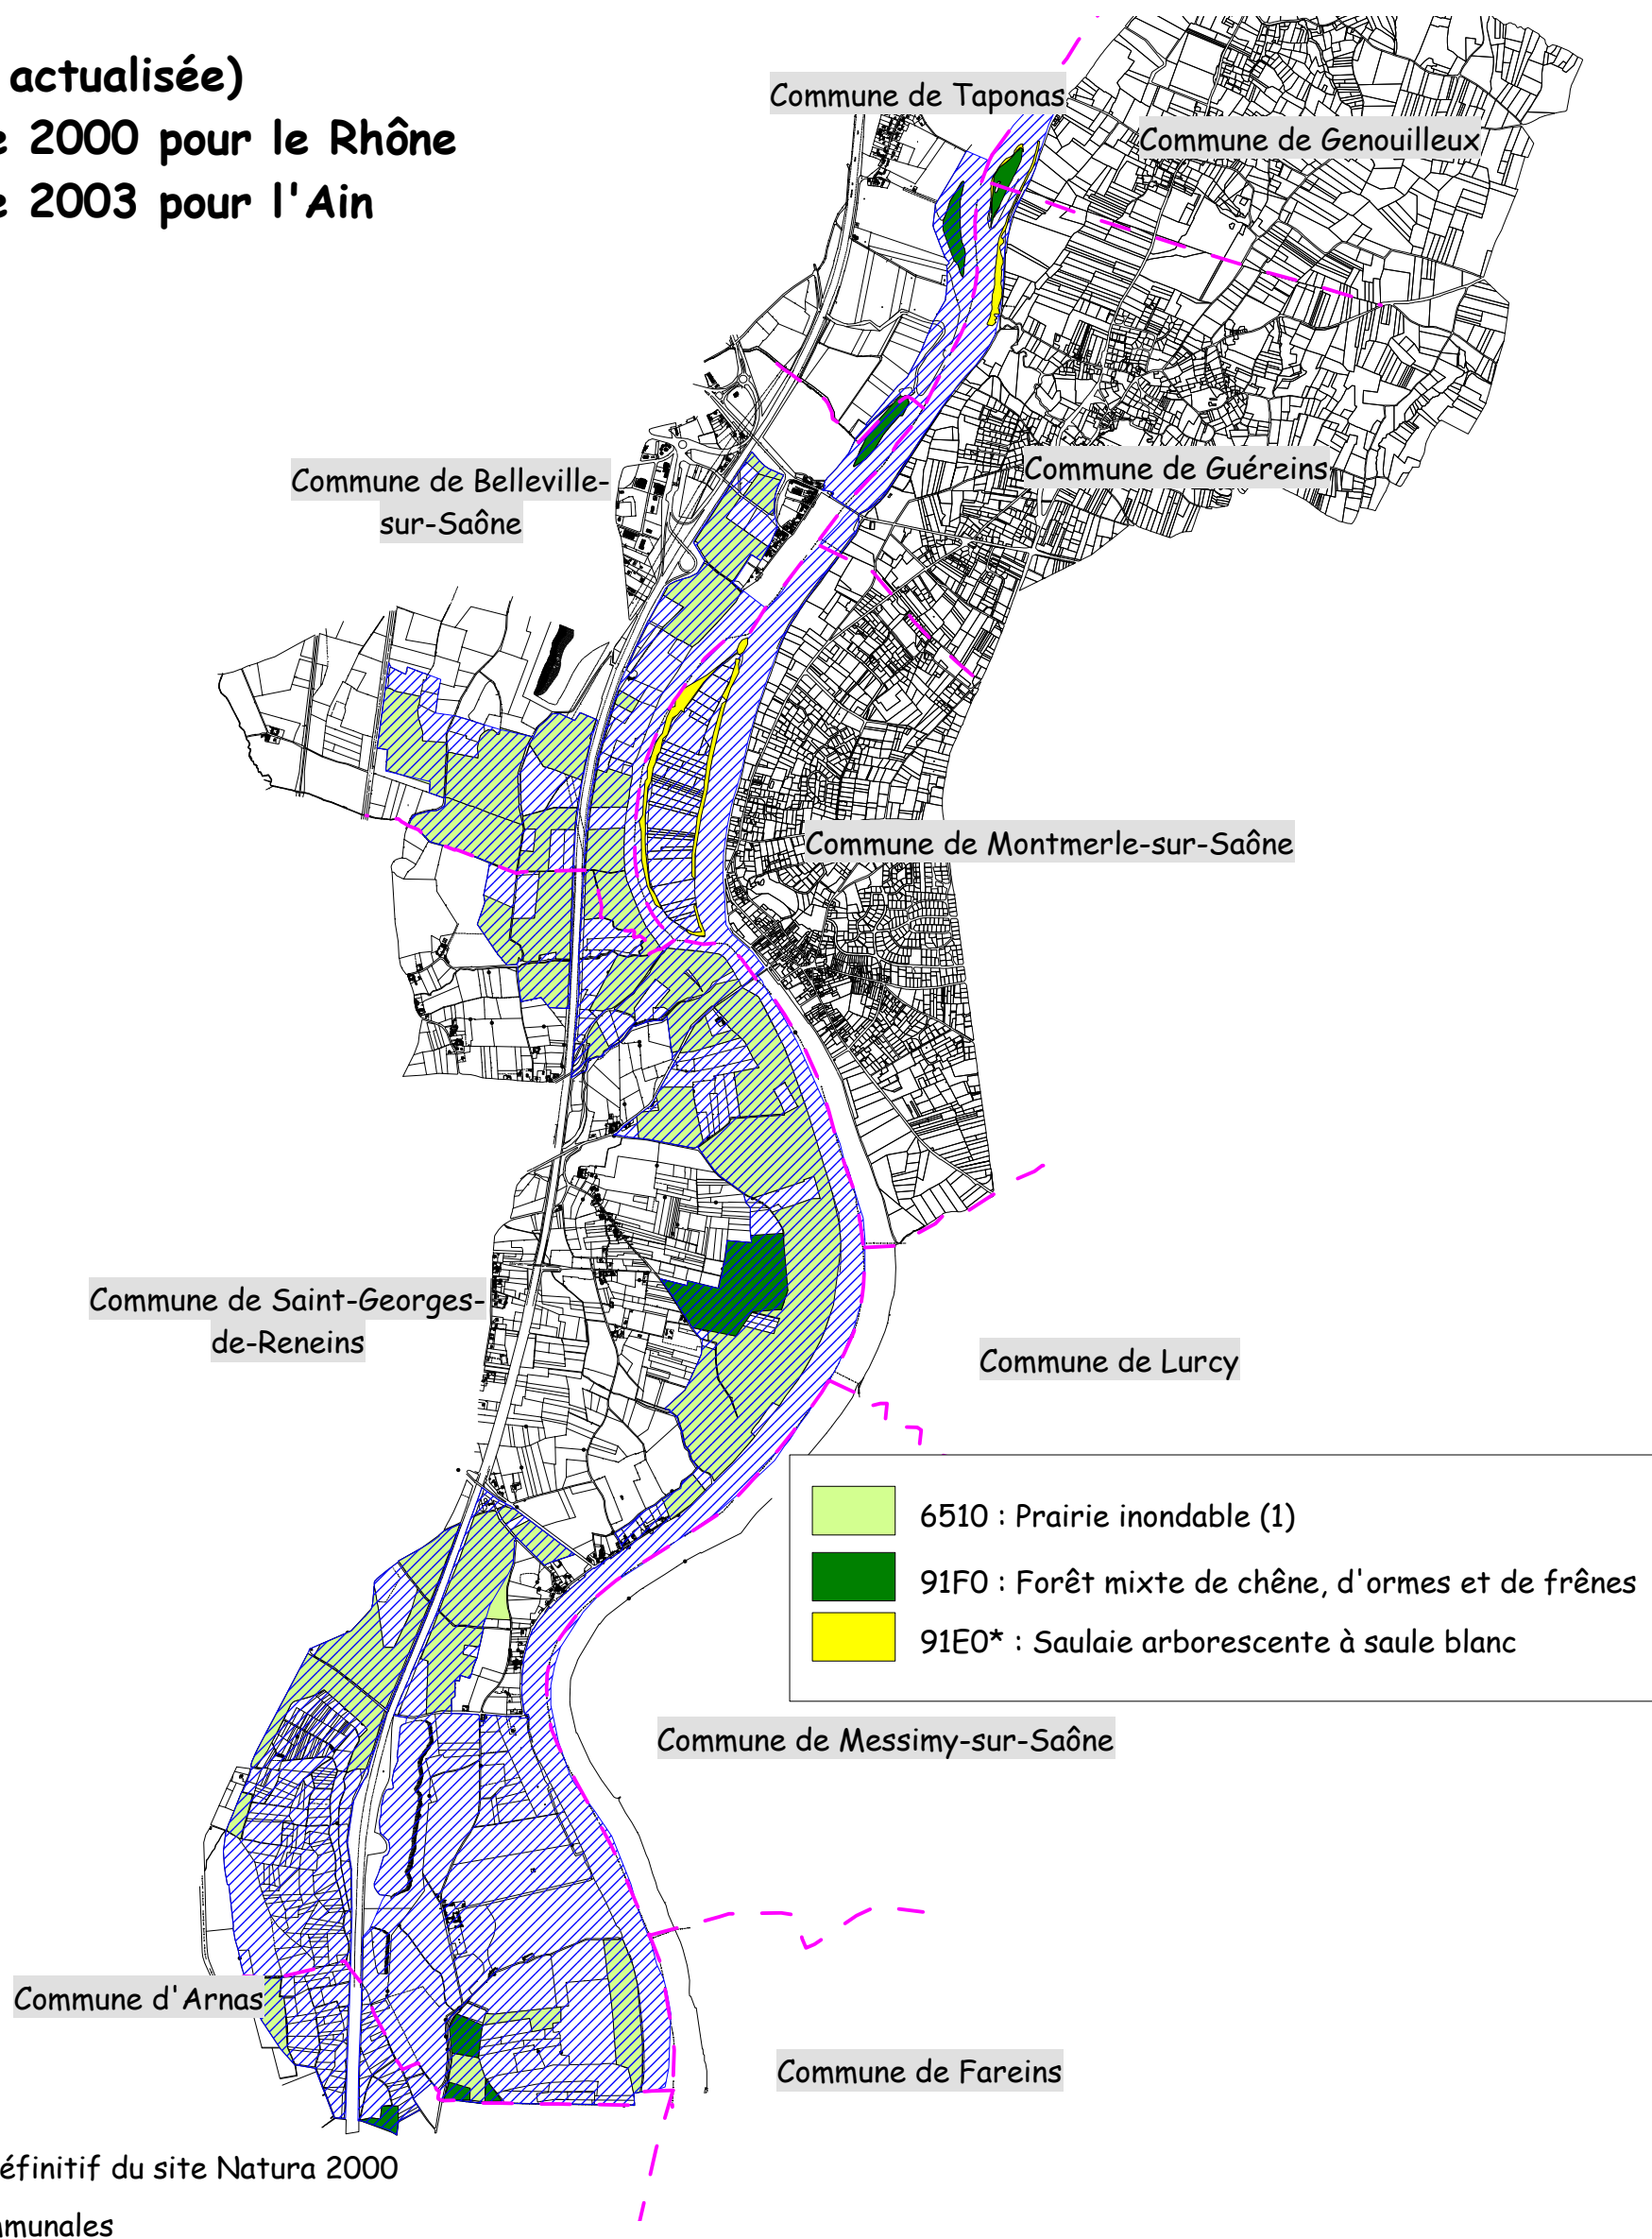 actualisée)
e 2000 pour le Rhône
e 2003 pour l'Ain
Commune de Taponas
Commune de Genouilleux
Commune de Belleville-
sur-Saône
Commune de Guéreins
Commune de Montmerle-sur-Saône
Commune de Saint-Georges-
de-Reneins
Commune de Lurcy
6510 : Prairie inondable (1)
91F0 : Forêt mixte de chêne, d'ormes et de frênes
91E0* : Saulaie arborescente à saule blanc
Commune de Messimy-sur-Saône
Commune d'Arnas
Commune de Fareins
éfinitif du site Natura 2000
munales